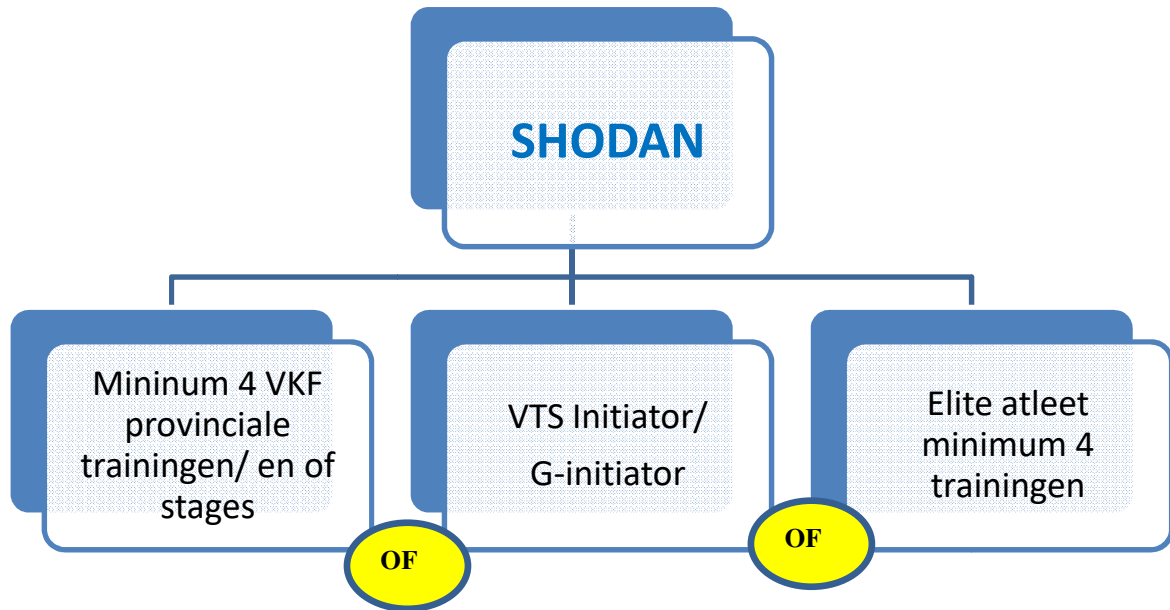 SHODAN
Mininum 4 VKF
provinciale
trainingen/ en of
stages
OF
VTS Initiator/
G-initiator
OF
Elite atleet
minimum 4
trainingen